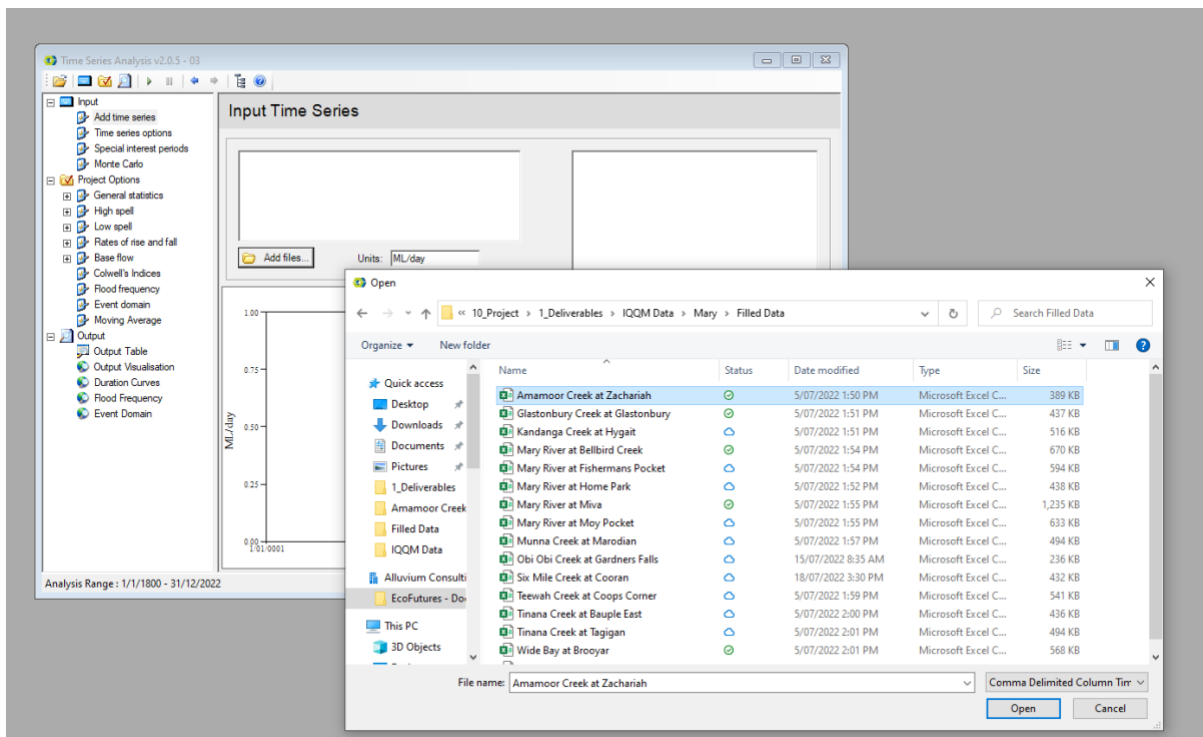 Time Series Analysis v2.0.5 - 03
Input
Add time series
Time series options
Special interest periods
Monte Carlo
Project Options
General statistics
High spell
Low spell
Rates of rise and fall
Base flow
Colwell's Indices
Flood frequency
Event domain
Moving Average
Output
Output Table
Output Visualisation
Duration Curves
Flood Frequency
Event Domain
Analysis Range : 1/1/1800 - 31/12/2022
Input Time Series
Add files...
Units: ML/day
1.00
0.75
0.50
0.25
0.00
ML/day
1/01/0001
Open
« 10_Project > 1_Deliverables > IQQM Data > Mary > Filled Data
Search Filled Data
Organize
New folder
Quick access
Desktop
Downloads
Documents
Pictures
1_Deliverables
Amamoor Creek
Filled Data
IQQM Data
Alluvium Consulti
EcoFutures - Do
This PC
3D Objects
Name Status Date modified Type Size
Amamoor Creek at Zachariah 5/07/2022 1:50 PM Microsoft Excel C... 389 KB
Glastonbury Creek at Glastonbury 5/07/2022 1:51 PM Microsoft Excel C... 437 KB
Kandanga Creek at Hygait 5/07/2022 1:51 PM Microsoft Excel C... 516 KB
Mary River at Bellbird Creek 5/07/2022 1:54 PM Microsoft Excel C... 670 KB
Mary River at Fishermans Pocket 5/07/2022 1:54 PM Microsoft Excel C... 594 KB
Mary River at Home Park 5/07/2022 1:52 PM Microsoft Excel C... 438 KB
Mary River at Miva 5/07/2022 1:55 PM Microsoft Excel C... 1,235 KB
Mary River at Moy Pocket 5/07/2022 1:55 PM Microsoft Excel C... 633 KB
Munna Creek at Marodian 5/07/2022 1:57 PM Microsoft Excel C... 494 KB
Obi Obi Creek at Gardners Falls 15/07/2022 8:35 AM Microsoft Excel C... 236 KB
Six Mile Creek at Cooran 18/07/2022 3:30 PM Microsoft Excel C... 432 KB
Teewah Creek at Coops Corner 5/07/2022 1:59 PM Microsoft Excel C... 541 KB
Tinana Creek at Bauple East 5/07/2022 2:00 PM Microsoft Excel C... 436 KB
Tinana Creek at Tagigan 5/07/2022 2:01 PM Microsoft Excel C... 494 KB
Wide Bay at Brooyar 5/07/2022 2:01 PM Microsoft Excel C... 568 KB
File name: Amamoor Creek at Zachariah
Comma Delimited Column Tim
Open
Cancel